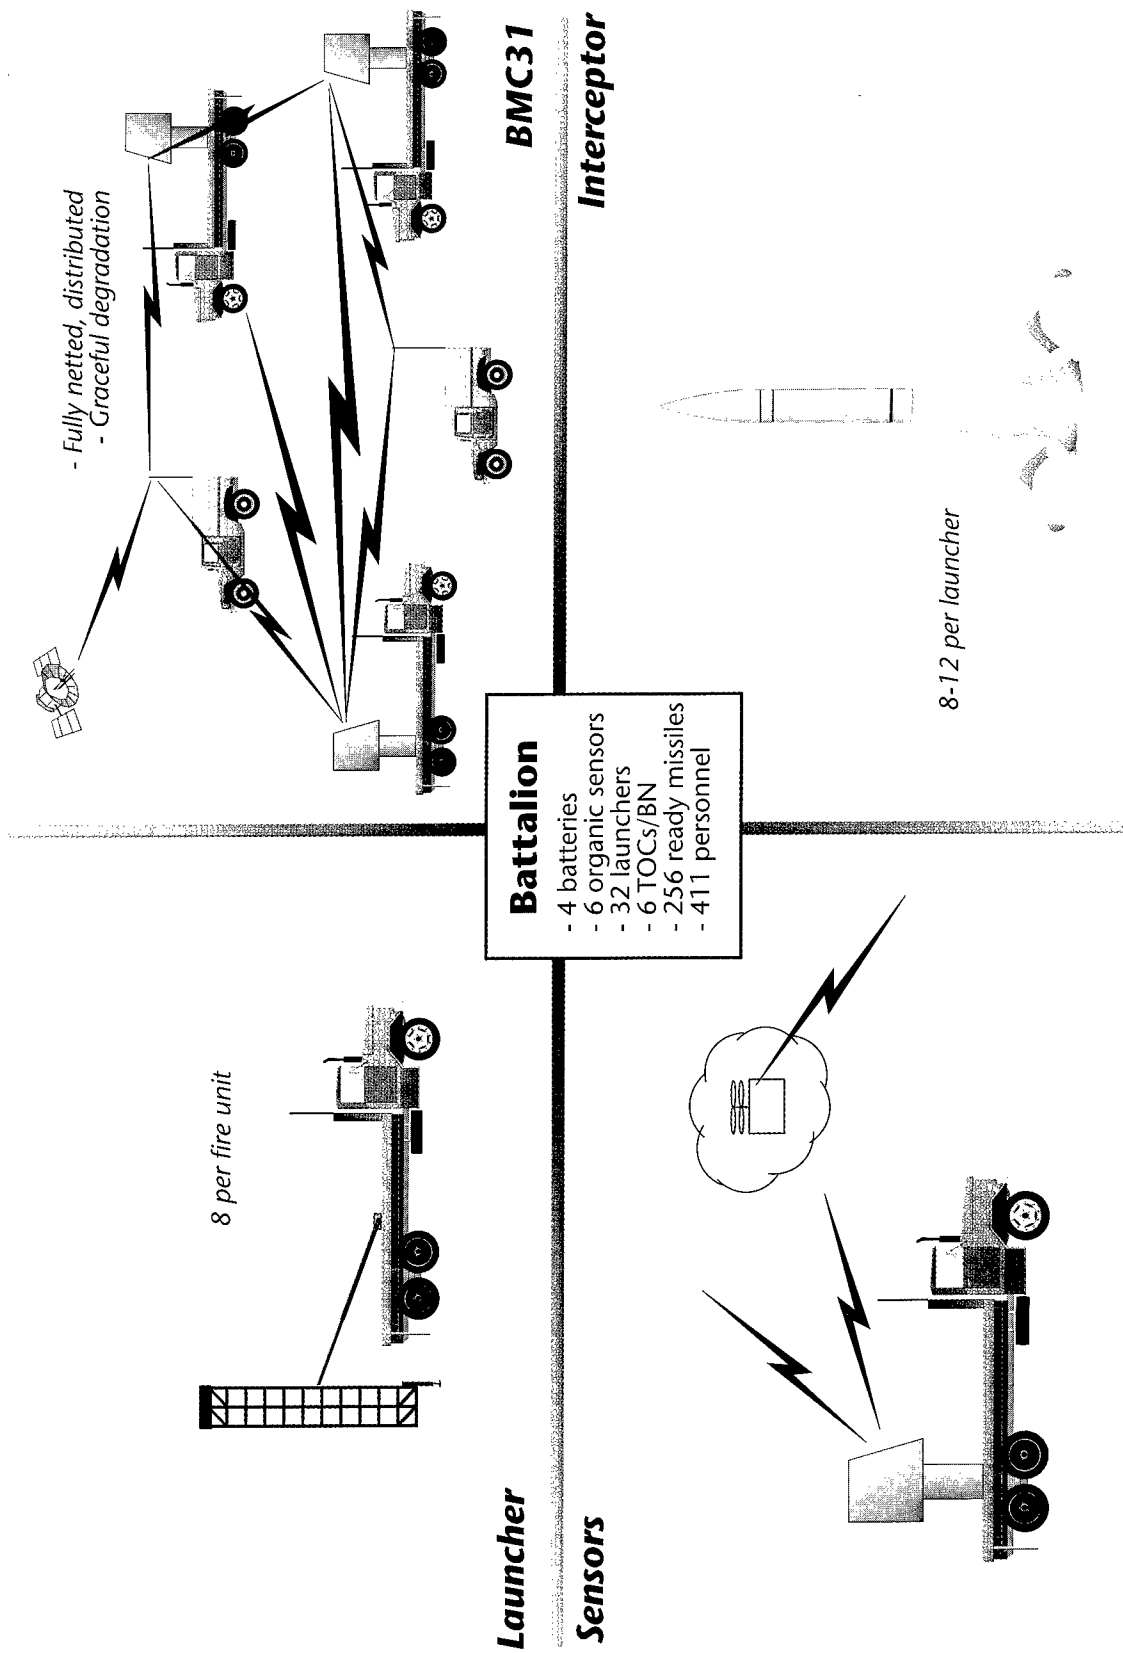 Launcher
8 per fire unit
- Fully netted, distributed
- Graceful degradation
BMC31
Battalion
- 4 batteries
- 6 organic sensors
- 32 launchers
- 6 TOCs/BN
- 256 ready missiles
- 411 personnel
Sensors
Interceptor
8-12 per launcher